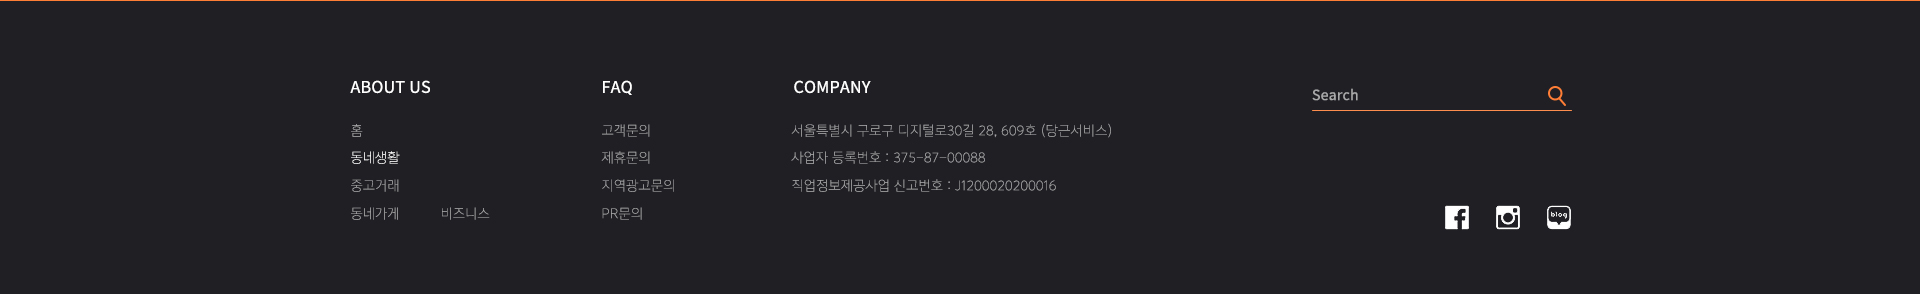 ABOUT US
홈
동네생활
중고거래
동네가게 비즈니스
FAQ
고객문의
제휴문의
지역광고문의
PR문의
COMPANY
서울특별시 구로구 디지털로30길 28, 609호 (당근서비스)
사업자 등록번호 : 375-87-00088
직업정보제공사업 신고번호 : J1200020200016
Search
blog